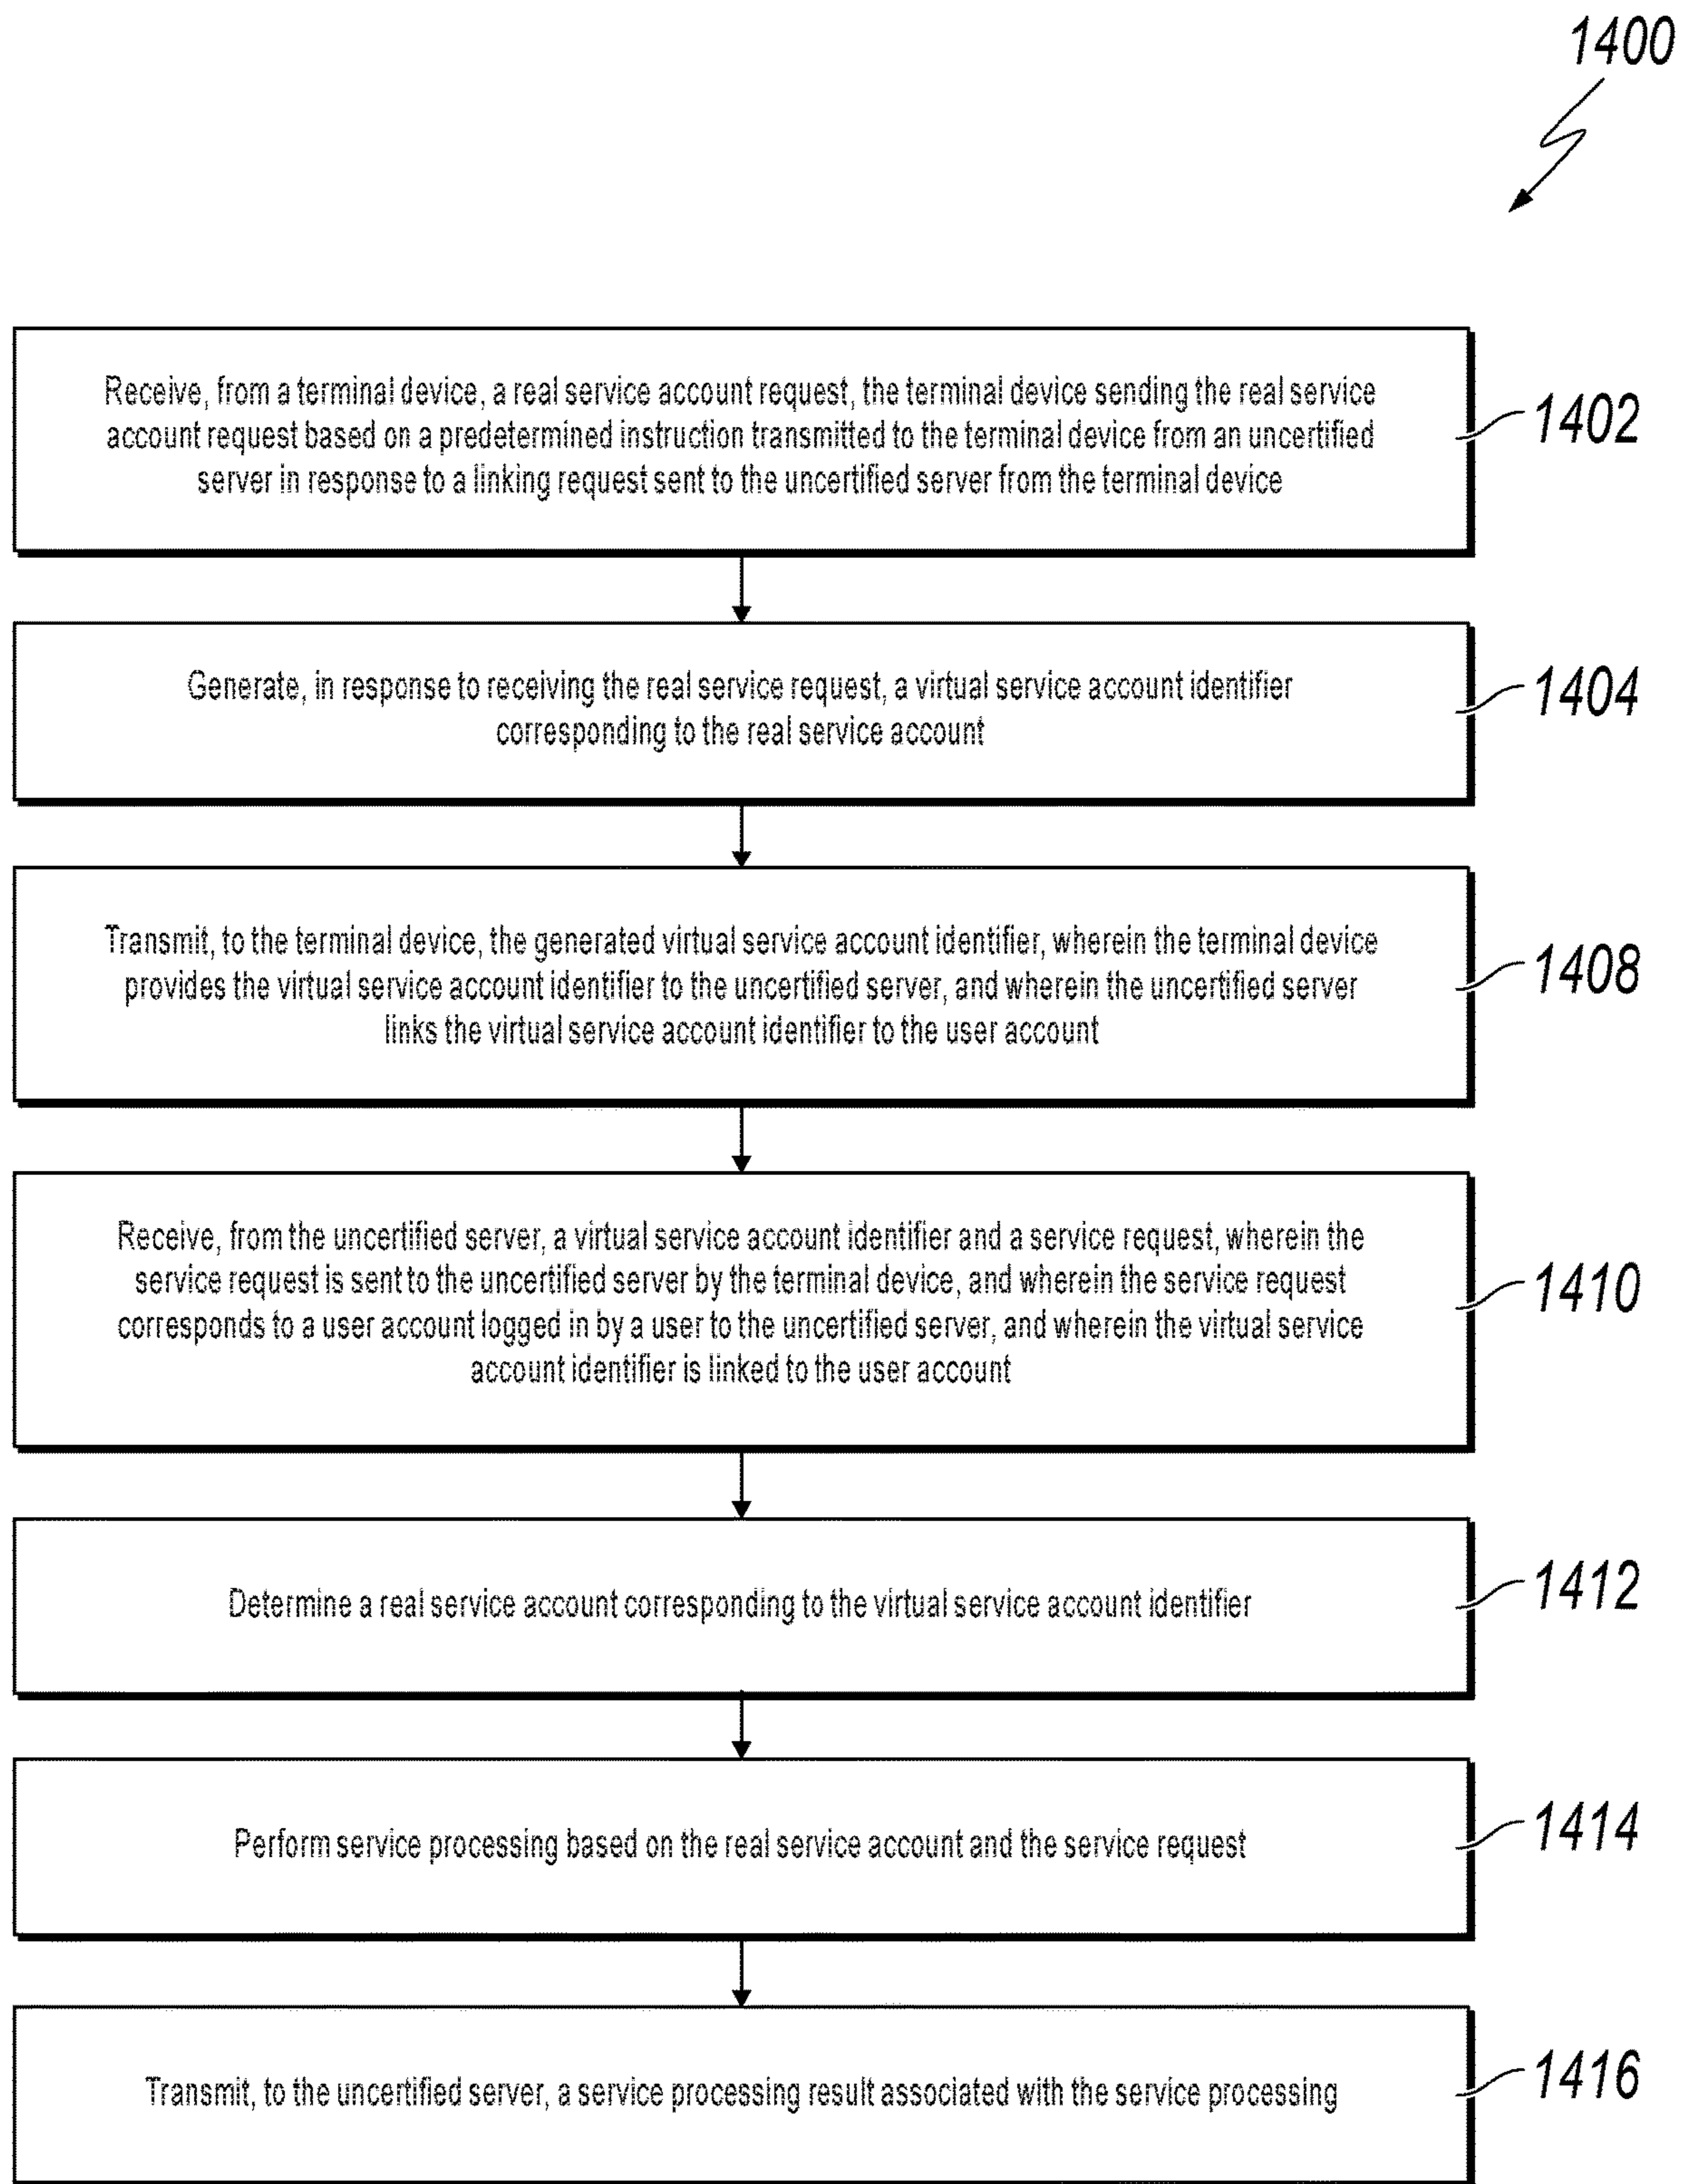 1400
Receive, from a terminal device, a real service account request, the terminal device sending the real service
account request based on a predetermined instruction transmitted to the terminal device from an uncertified
server in response to a linking request sent to the uncertified server from the terminal device
1402
Generate, in response to receiving the real service request, a virtual service account identifier
corresponding to the real service account
1404
Transmit, to the terminal device, the generated virtual service account identifier, wherein the terminal device
provides the virtual service account identifier to the uncertified server, and wherein the uncertified server
links the virtual service account identifier to the user account
1408
Receive, from the uncertified server, a virtual service account identifier and a service request, wherein the
service request is sent to the uncertified server by the terminal device, and wherein the service request
corresponds to a user account logged in by a user to the uncertified server, and wherein the virtual service
account identifier is linked to the user account
1410
Determine a real service account corresponding to the virtual service account identifier
1412
Perform service processing based on the real service account and the service request
1414
Transmit, to the uncertified server, a service processing result associated with the service processing
1416